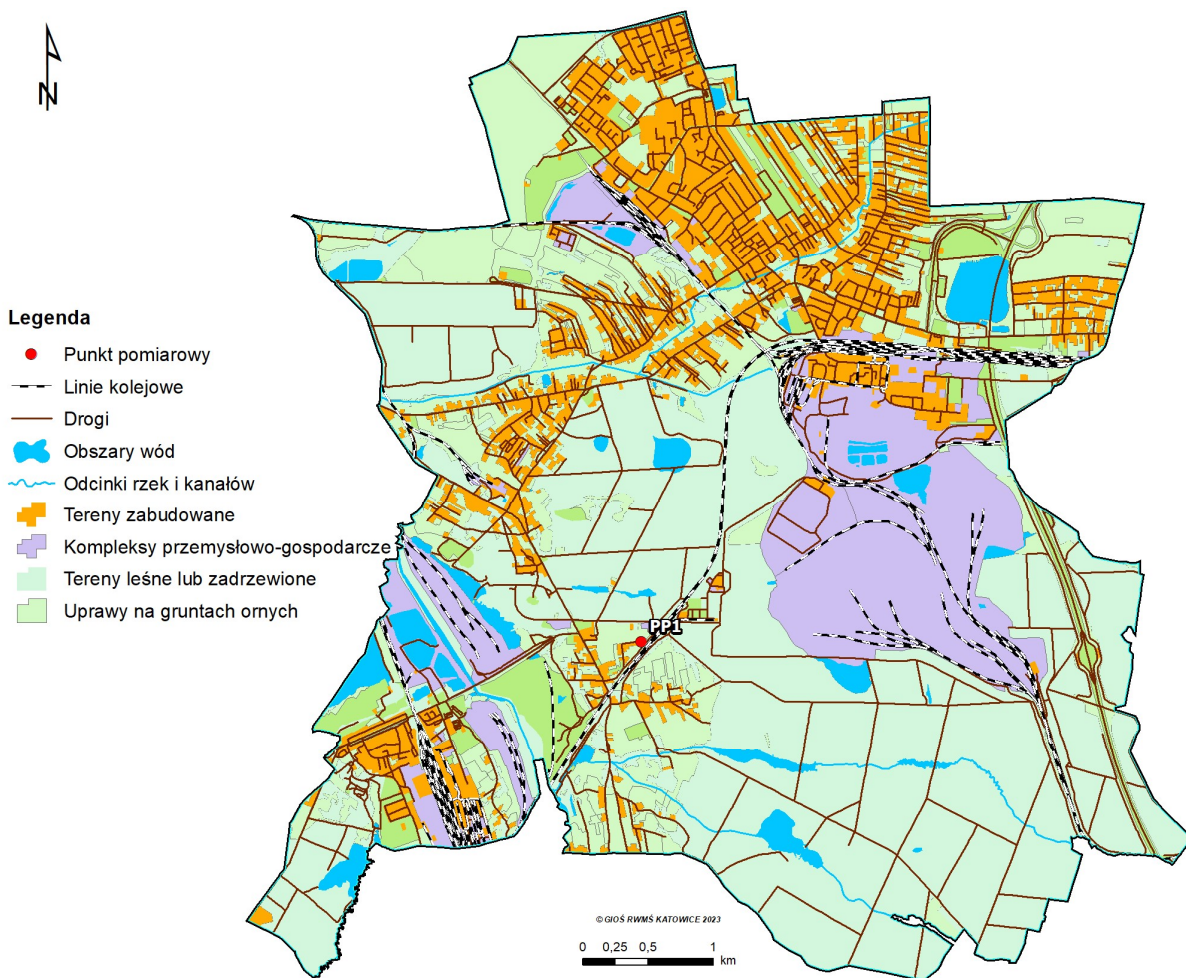 N
Legenda
Punkt pomiarowy
Linie kolejowe
Drogi
Obszary wód
Odcinki rzek i kanałów
Tereny zabudowane
Kompleksy przemysłowo-gospodarcze
Tereny leśne lub zadrzewione
Uprawy na gruntach ornych
PP1
© GIOŚ RWMŚ KATOWICE 2023
0 0,25 0,5 1
km